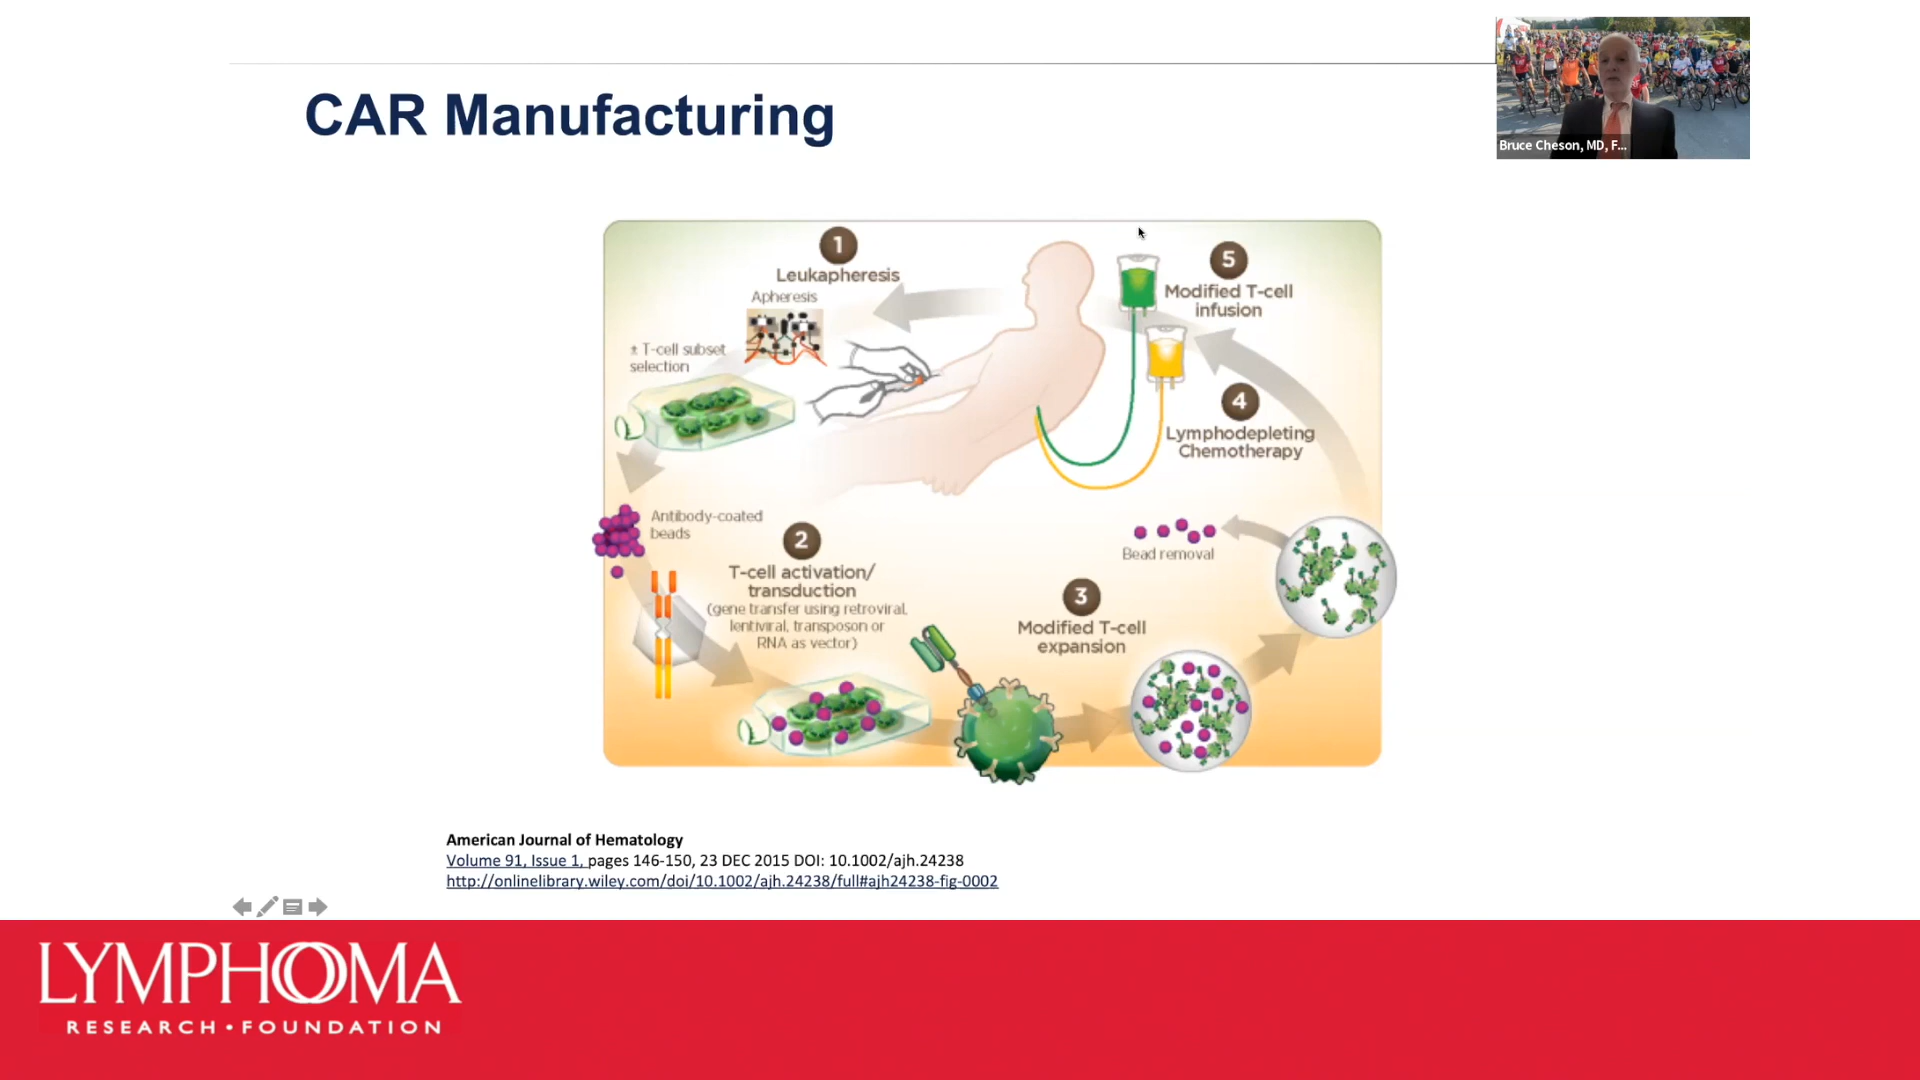 CAR Manufacturing
Bruce Cheson, MD, F...
1
Leukapheresis
Apheresis
± T-cell subset
selection
5
Modified T-cell
infusion
4
Lymphodepleting
Chemotherapy
Antibody-coated
beads
2
T-cell activation/
transduction
(gene transfer using retroviral,
lentiviral, transposon or
RNA as vector)
Bead removal
3
Modified T-cell
expansion
American Journal of Hematology
Volume 91, Issue 1, pages 146-150, 23 DEC 2015 DOI: 10.1002/ajh.24238
http://onlinelibrary.wiley.com/doi/10.1002/ajh.24238/full#ajh24238-fig-0002
LYMPHOMA
RESEARCH • FOUNDATION